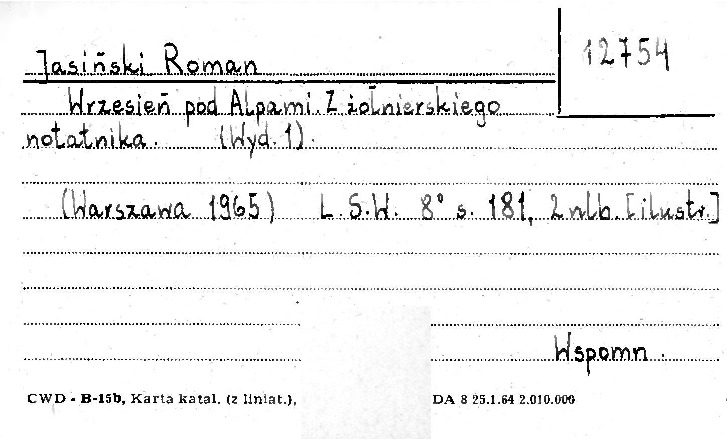 12754
Jasiński Roman
Wrzesień pod Alpami. Z żołnierskiego
notatnika. (Wyd. 1).
(Warszawa 1965) L. S. W. 8° s. 181, 2 nlb. [ilustr.]
Wspomn.
CWD - B-15b, Karta katal. (z liniat.), DA 8 25.1.64 2.010.000